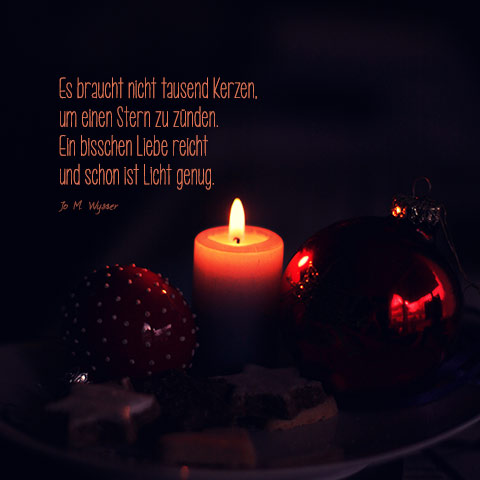 Es braucht nicht tausend Kerzen,
um einen Stern zu zünden.
Ein bisschen Liebe reicht
und schon ist Licht genug.
Jo M. Wysser